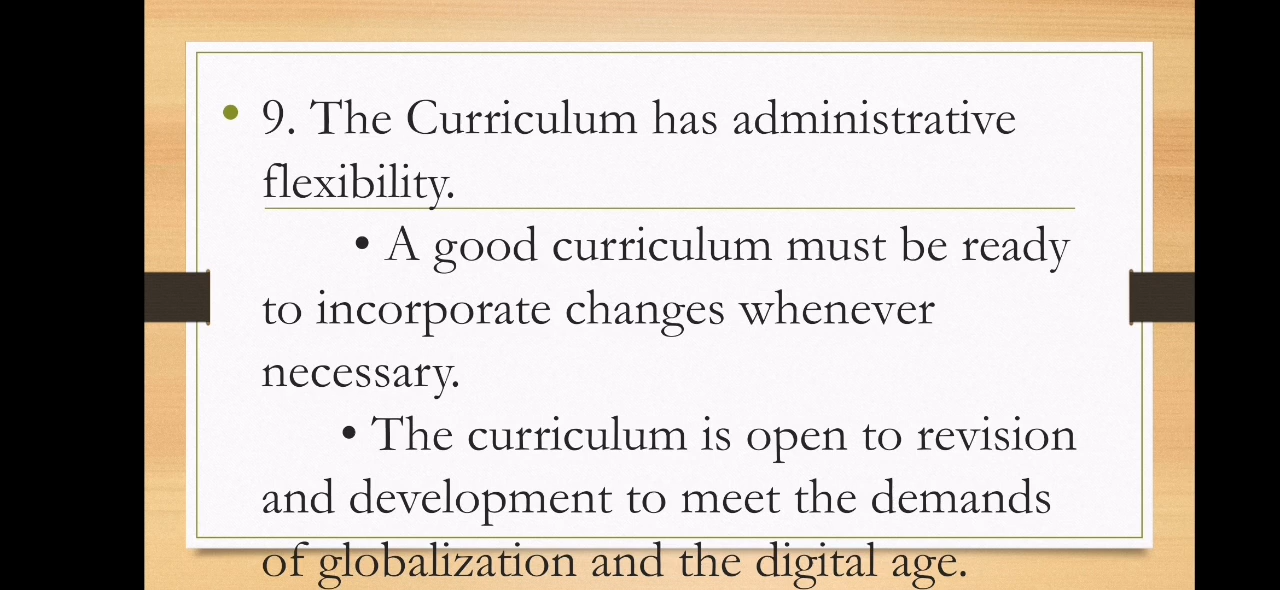 • 9. The Curriculum has administrative
flexibility.
• A good curriculum must be ready
to incorporate changes whenever
necessary.
• The curriculum is open to revision
and development to meet the demands
of globalization and the digital age.